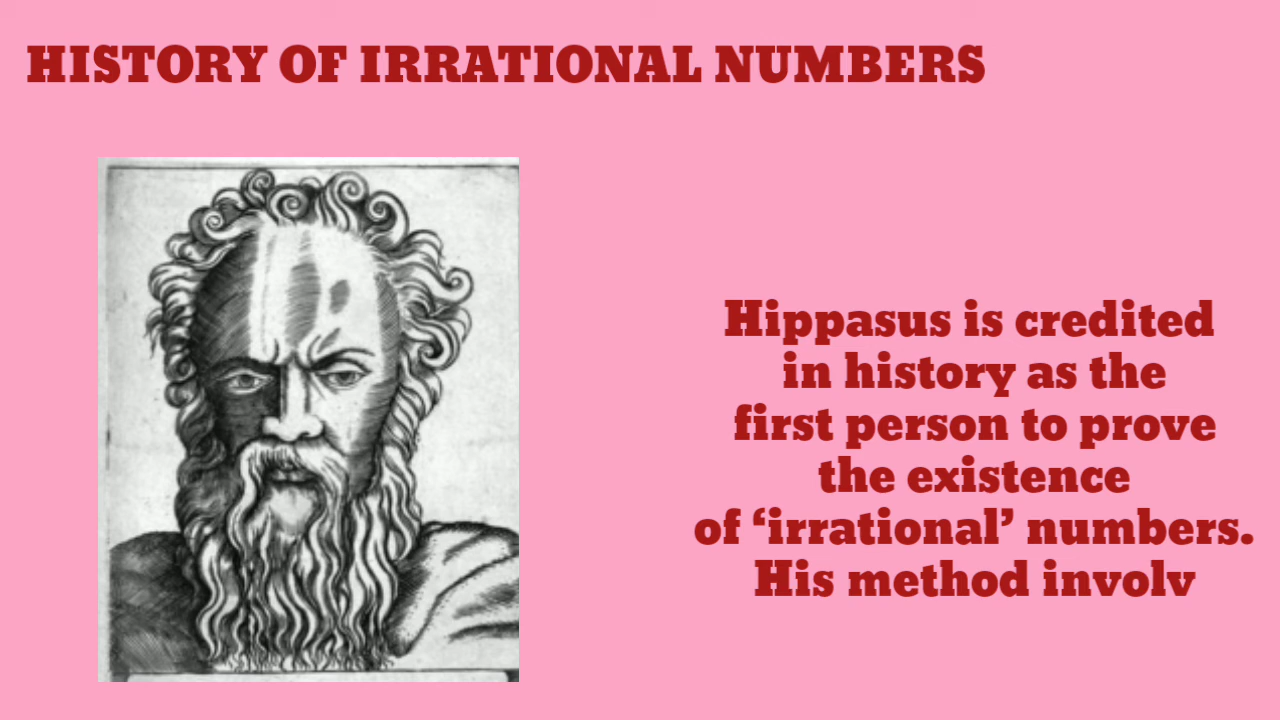 HISTORY OF IRRATIONAL NUMBERS
Hippasus is credited
in history as the
first person to prove
the existence
of ‘irrational’ numbers.
His method involv